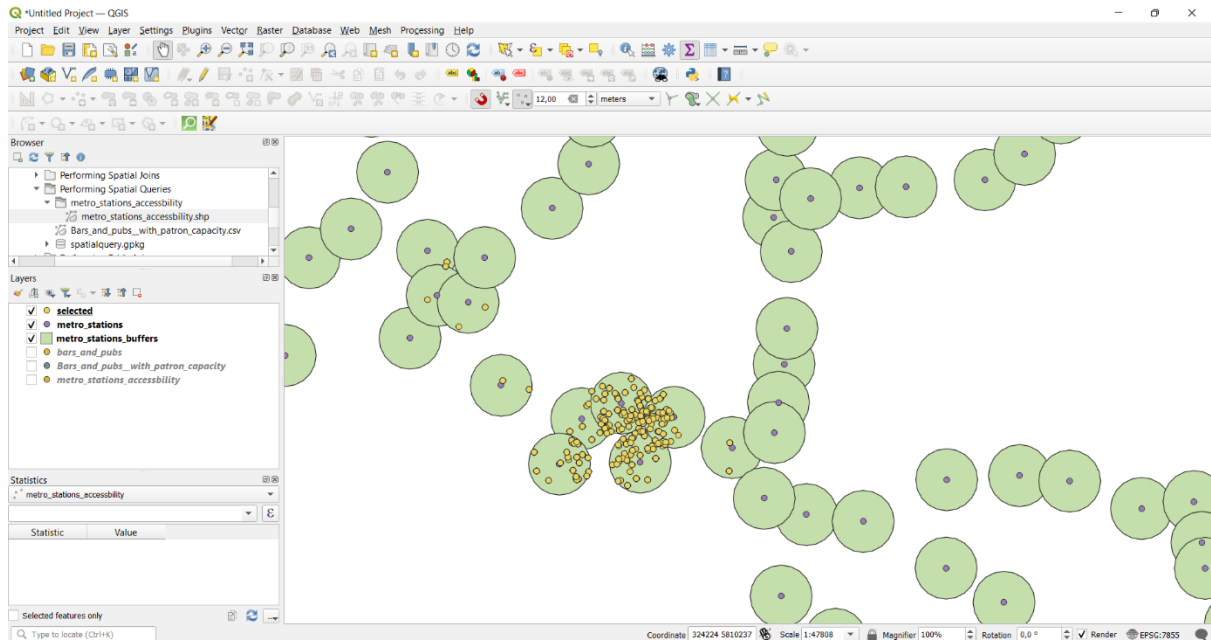 *Untitled Project — QGIS
Project Edit View Layer Settings Plugins Vector Raster Database Web Mesh Processing Help
12,00 meters
Browser
Performing Spatial Joins
Performing Spatial Queries
metro_stations_accessbility
metro_stations_accessbility.shp
Bars_and_pubs__with_patron_capacity.csv
spatialquery.gpkg
Layers
selected
metro_stations
metro_stations_buffers
bars_and_pubs
Bars_and_pubs__with_patron_capacity
metro_stations_accessbility
Statistics
metro_stations_accessbility
ε
Statistic Value
Selected features only
Type to locate (Ctrl+K) Coordinate 324224 5810237 Scale 1:47808 Magnifier 100% Rotation 0,0 ° Render EPSG:7855